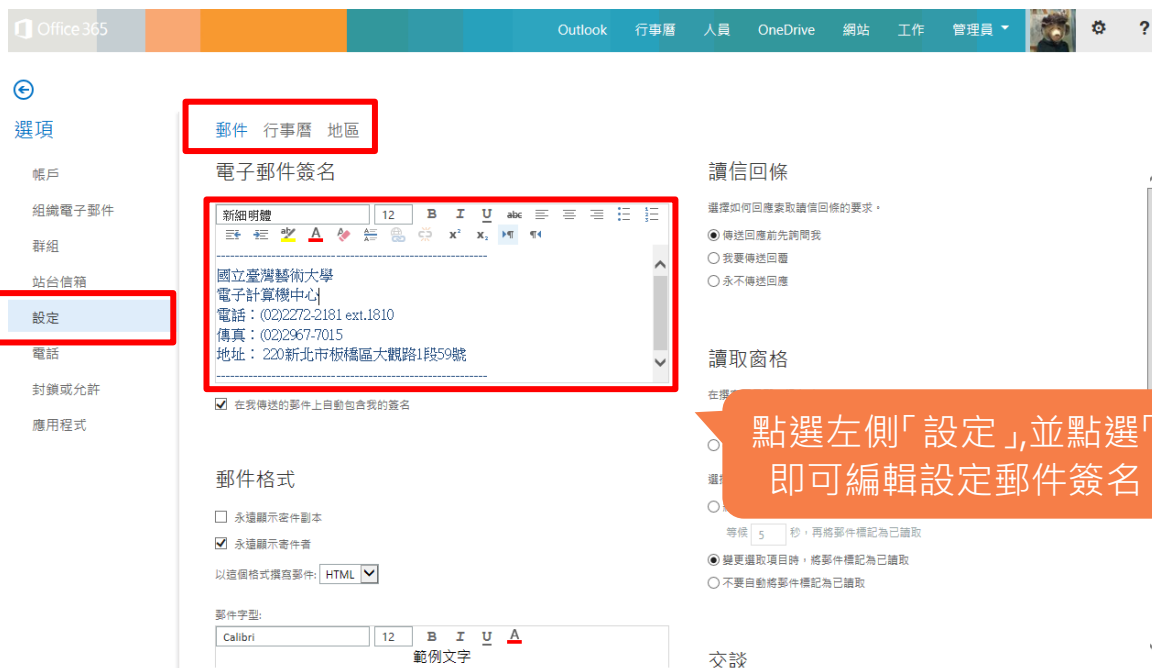 Office 365
Outlook 行事曆 人員 OneDrive 網站 工作 管理員 ?
選項
帳戶
組織電子郵件
群組
站台信箱
設定
電話
封鎖或允許
應用程式
郵件 行事曆 地區
電子郵件簽名
新細明體 12 B I U abc
A x² x₂
國立臺灣藝術大學
電子計算機中心
電話：(02)2272-2181 ext.1810
傳真：(02)2967-7015
地址： 220新北市板橋區大觀路1段59號
在我傳送的郵件上自動包含我的簽名
郵件格式
永遠顯示密件副本
永遠顯示寄件者
以這個格式撰寫郵件: HTML
郵件字型:
Calibri 12 B I U A
範例文字
讀信回條
選擇如何回應索取讀信回條的要求。
傳送回應前先詢問我
我要傳送回覆
永不傳送回應
讀取窗格
點選左側「設定」,並點選「
即可編輯設定郵件簽名
等候 5 秒，再將郵件標記為已讀取
變更選取項目時，將郵件標記為已讀取
不要自動將郵件標記為已讀取
交談